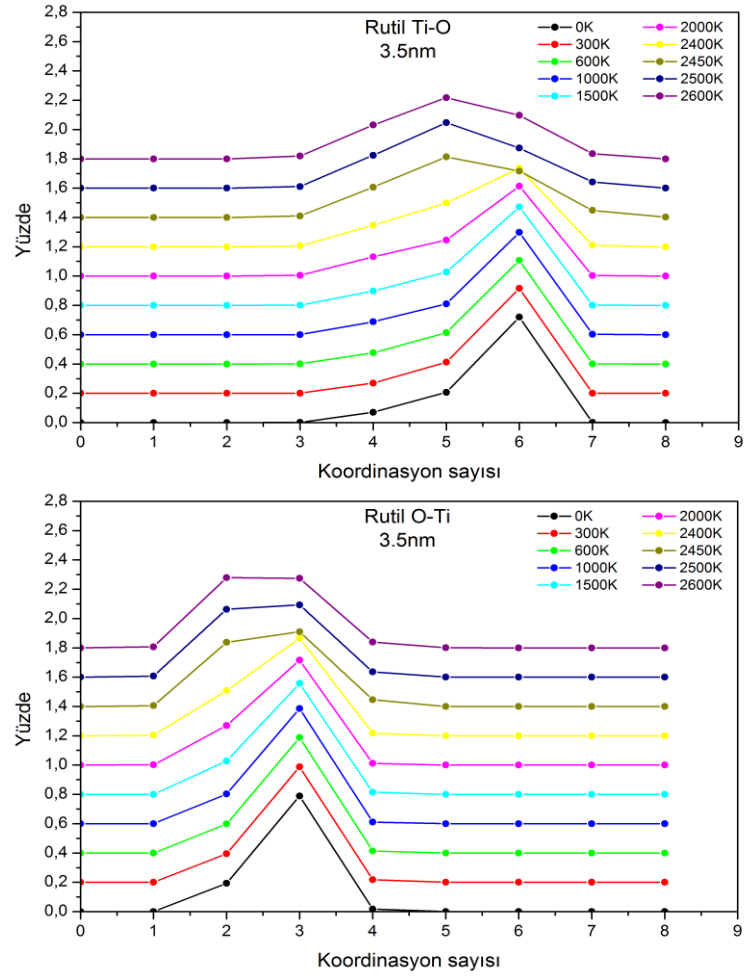 2,8
2,6
2,4
2,2
2,0
1,8
1,6
1,4
1,2
1,0
0,8
0,6
0,4
0,2
0,0
Yüzde
Rutil Ti-O
3.5nm
0K 2000K
300K 2400K
600K 2450K
1000K 2500K
1500K 2600K
0 1 2 3 4 5 6 7 8 9
Koordinasyon sayısı
2,8
2,6
2,4
2,2
2,0
1,8
1,6
1,4
1,2
1,0
0,8
0,6
0,4
0,2
0,0
Yüzde
Rutil O-Ti
3.5nm
0K 2000K
300K 2400K
600K 2450K
1000K 2500K
1500K 2600K
0 1 2 3 4 5 6 7 8 9
Koordinasyon sayısı